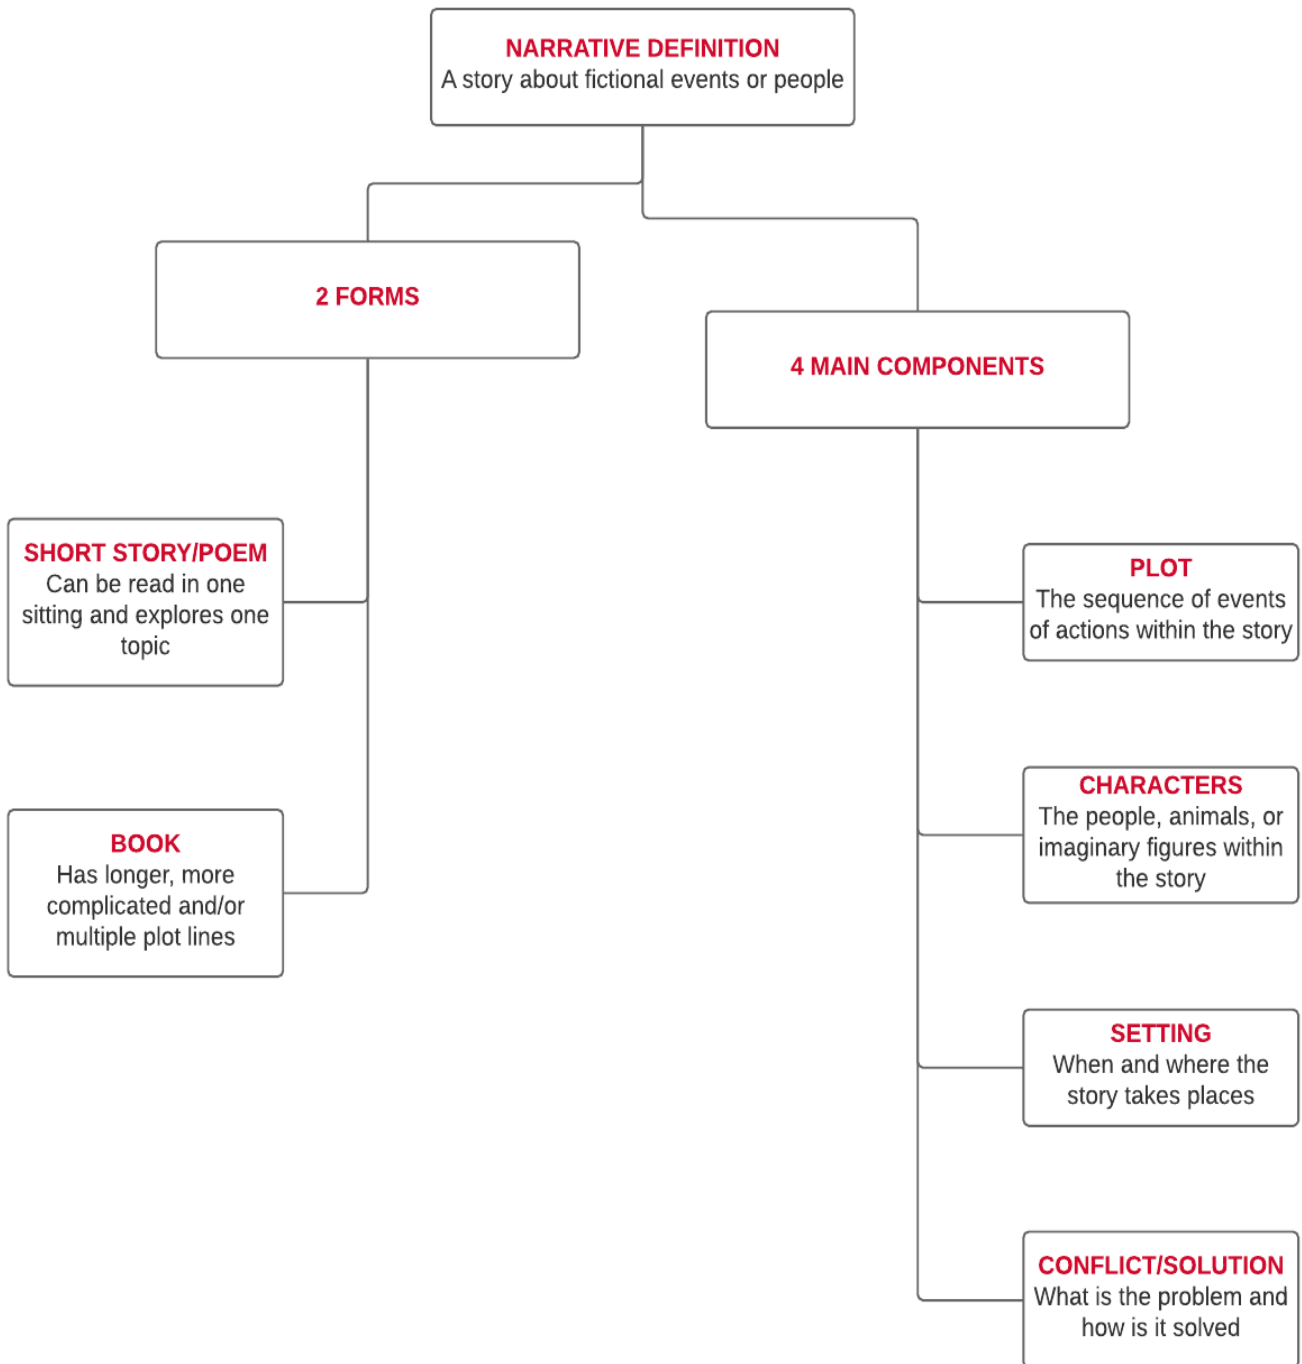 NARRATIVE DEFINITION
A story about fictional events or people
2 FORMS
4 MAIN COMPONENTS
SHORT STORY/POEM
Can be read in one
sitting and explores one
topic
BOOK
Has longer, more
complicated and/or
multiple plot lines
PLOT
The sequence of events
of actions within the story
CHARACTERS
The people, animals, or
imaginary figures within
the story
SETTING
When and where the
story takes places
CONFLICT/SOLUTION
What is the problem and
how is it solved